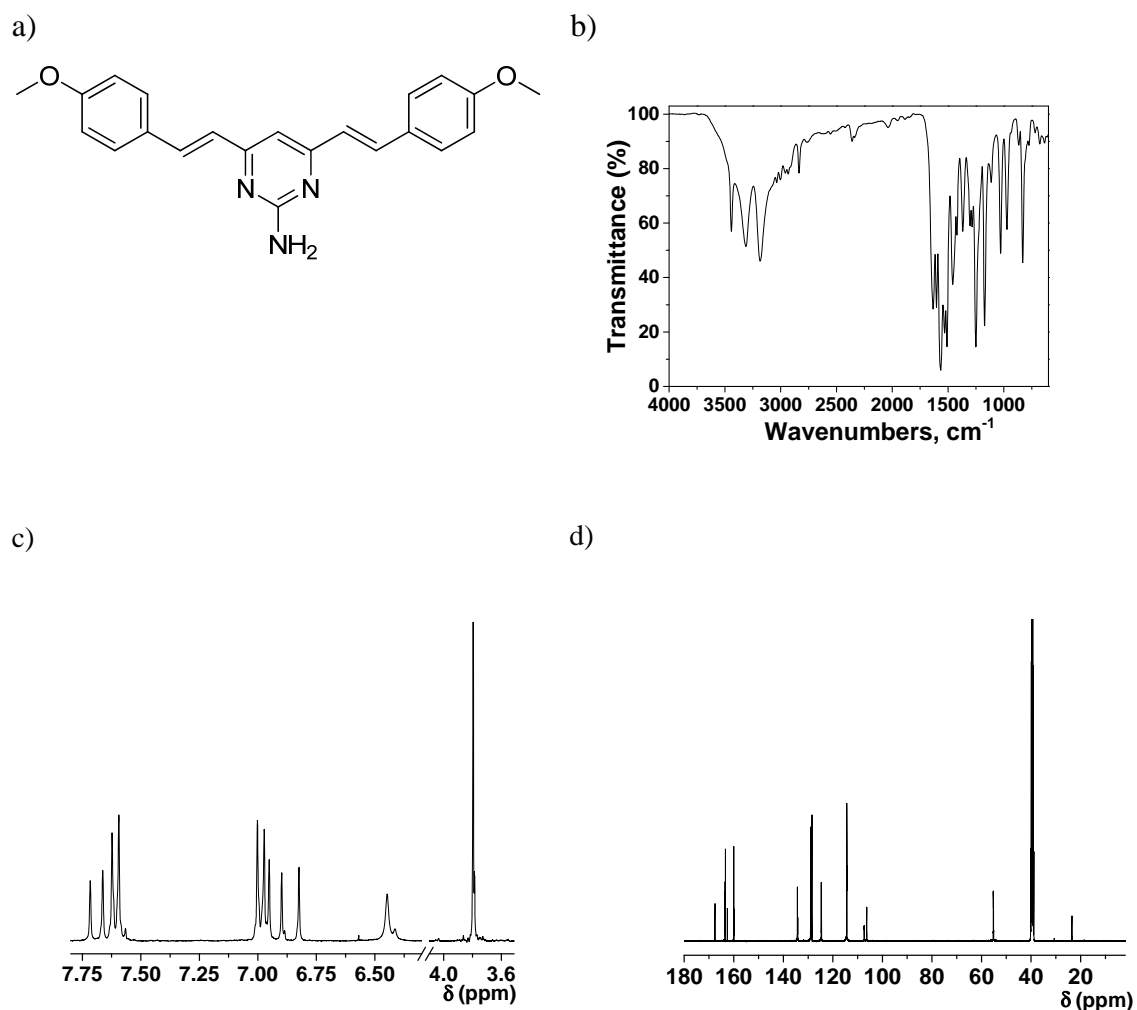 a)
b)
O
O
N
N
NH2
100
80
60
40
20
0
Transmittance (%)
4000 3500 3000 2500 2000 1500 1000
Wavenumbers, cm-1
c)
d)
7.75 7.50 7.25 7.00 6.75 6.50 4.0 3.6
δ (ppm)
180 160 140 120 100 80 60 40 20
δ (ppm)